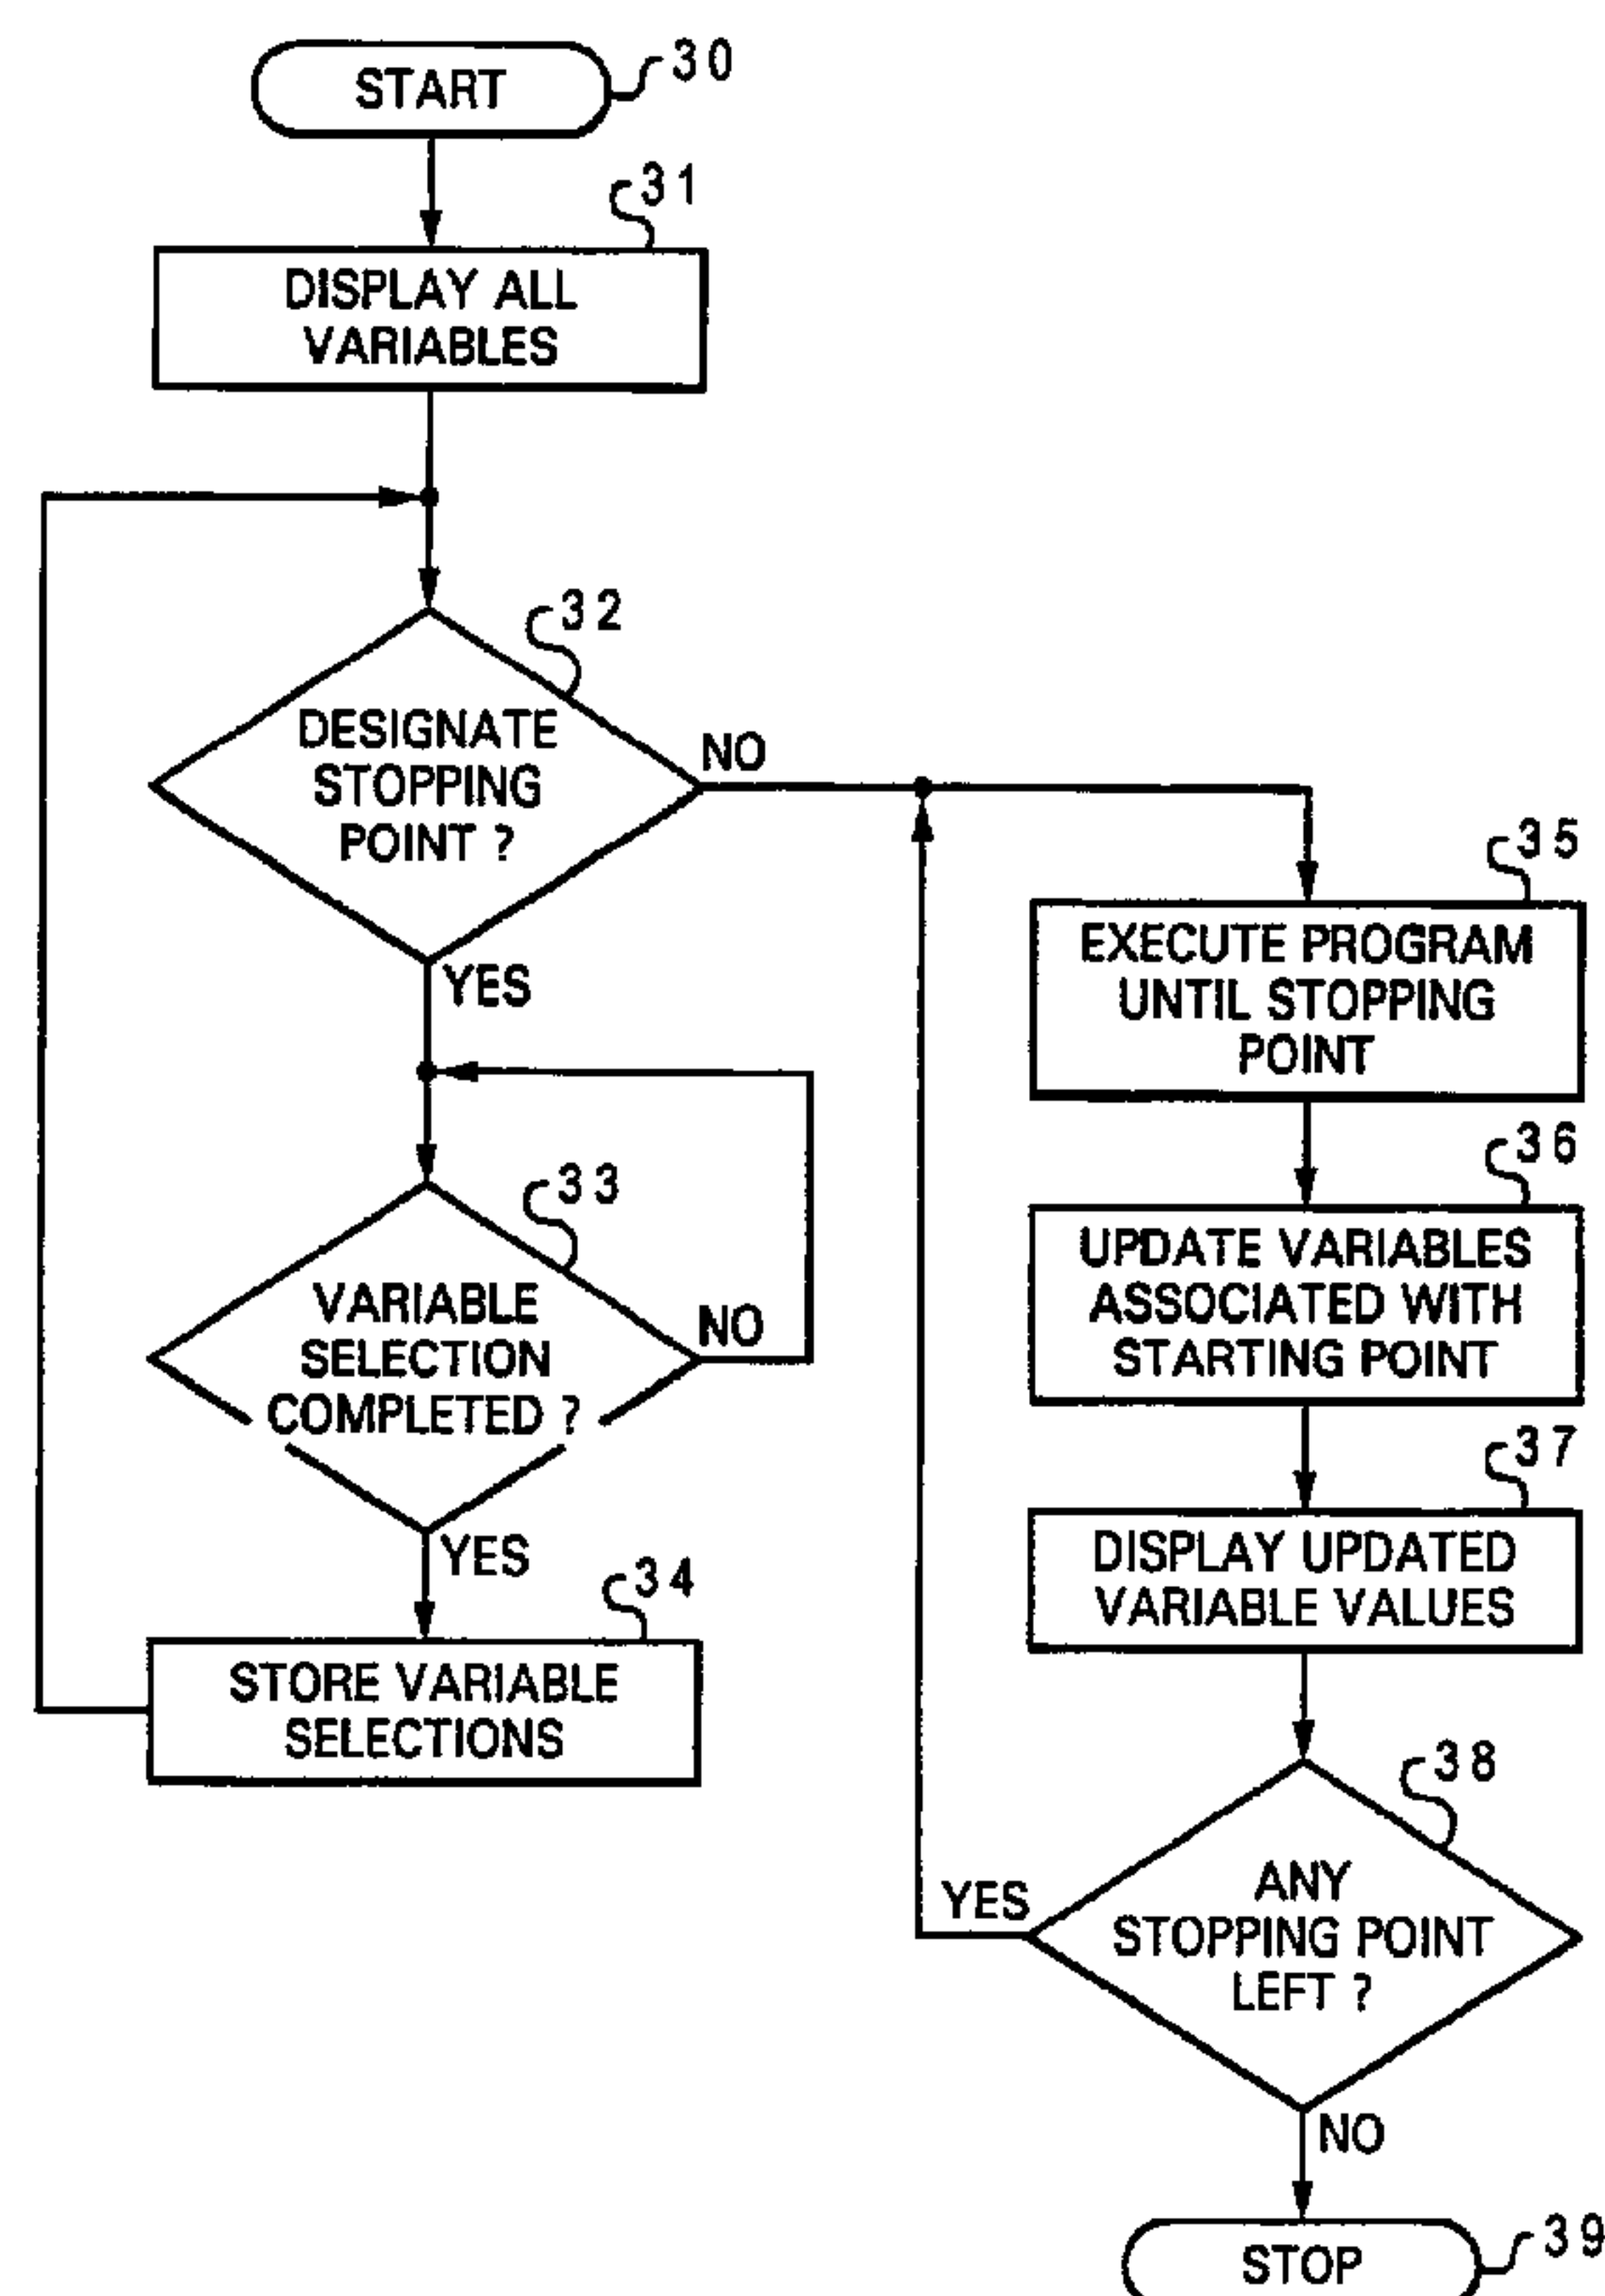 START
30
31
DISPLAY ALL
VARIABLES
32
DESIGNATE
STOPPING
POINT ?
NO
YES
33
VARIABLE
SELECTION
COMPLETED ?
NO
YES
34
STORE VARIABLE
SELECTIONS
35
EXECUTE PROGRAM
UNTIL STOPPING
POINT
36
UPDATE VARIABLES
ASSOCIATED WITH
STARTING POINT
37
DISPLAY UPDATED
VARIABLE VALUES
38
ANY
STOPPING POINT
LEFT ?
YES
NO
STOP
39